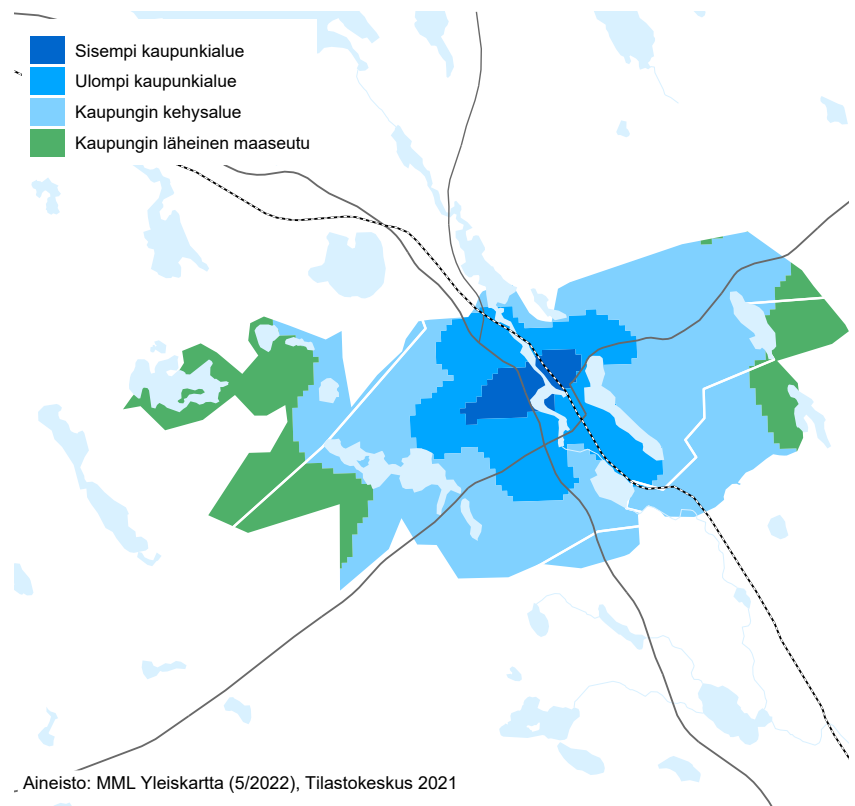 Sisempi kaupunkialue
Ulompi kaupunkialue
Kaupungin kehysalue
Kaupungin läheinen maaseutu
Aineisto: MML Yleiskartta (5/2022), Tilastokeskus 2021